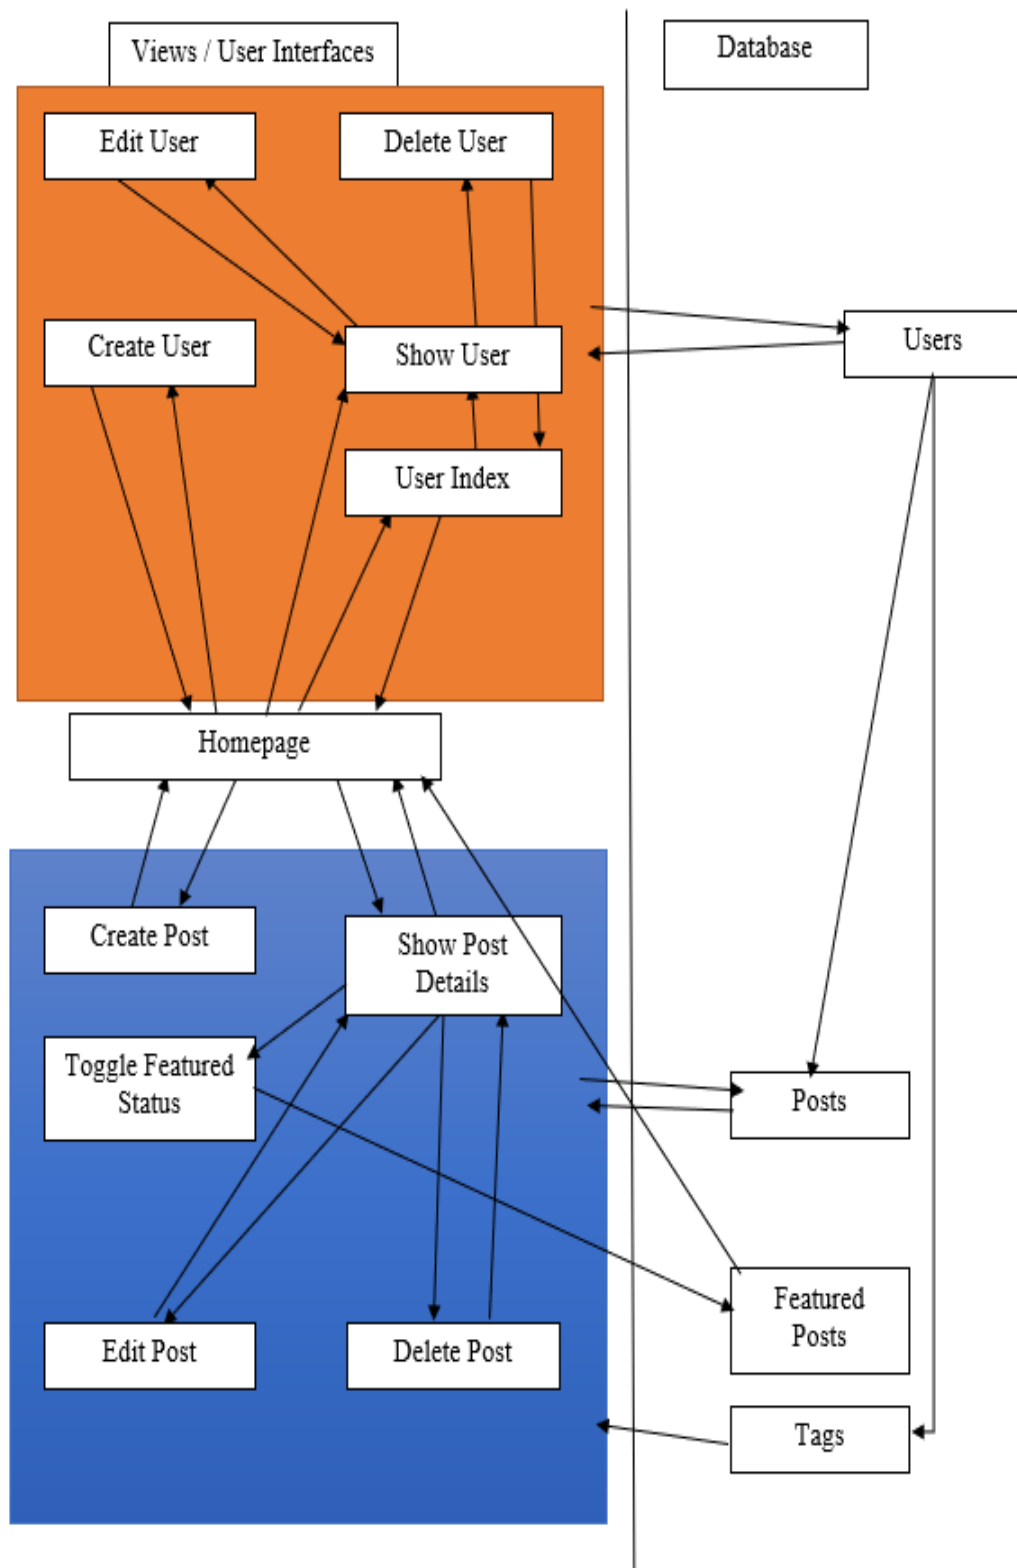 Views / User Interfaces
Database
Edit User
Delete User
Create User
Show User
Users
User Index
Homepage
Create Post
Show Post
Details
Toggle Featured
Status
Posts
Featured
Posts
Edit Post
Delete Post
Tags